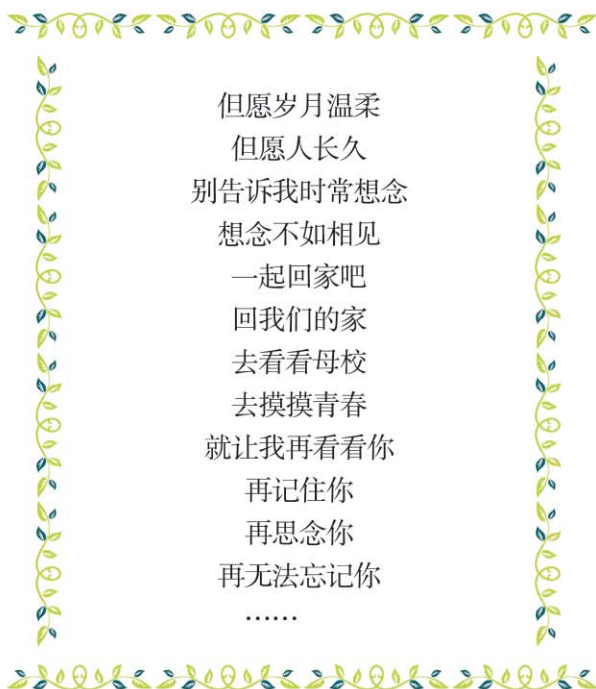 但愿岁月温柔
但愿人长久
别告诉我时常想念
想念不如相见
一起回家吧
回我们的家
去看看母校
去摸摸青春
就让我再看看你
再记住你
再思念你
再无法忘记你
……